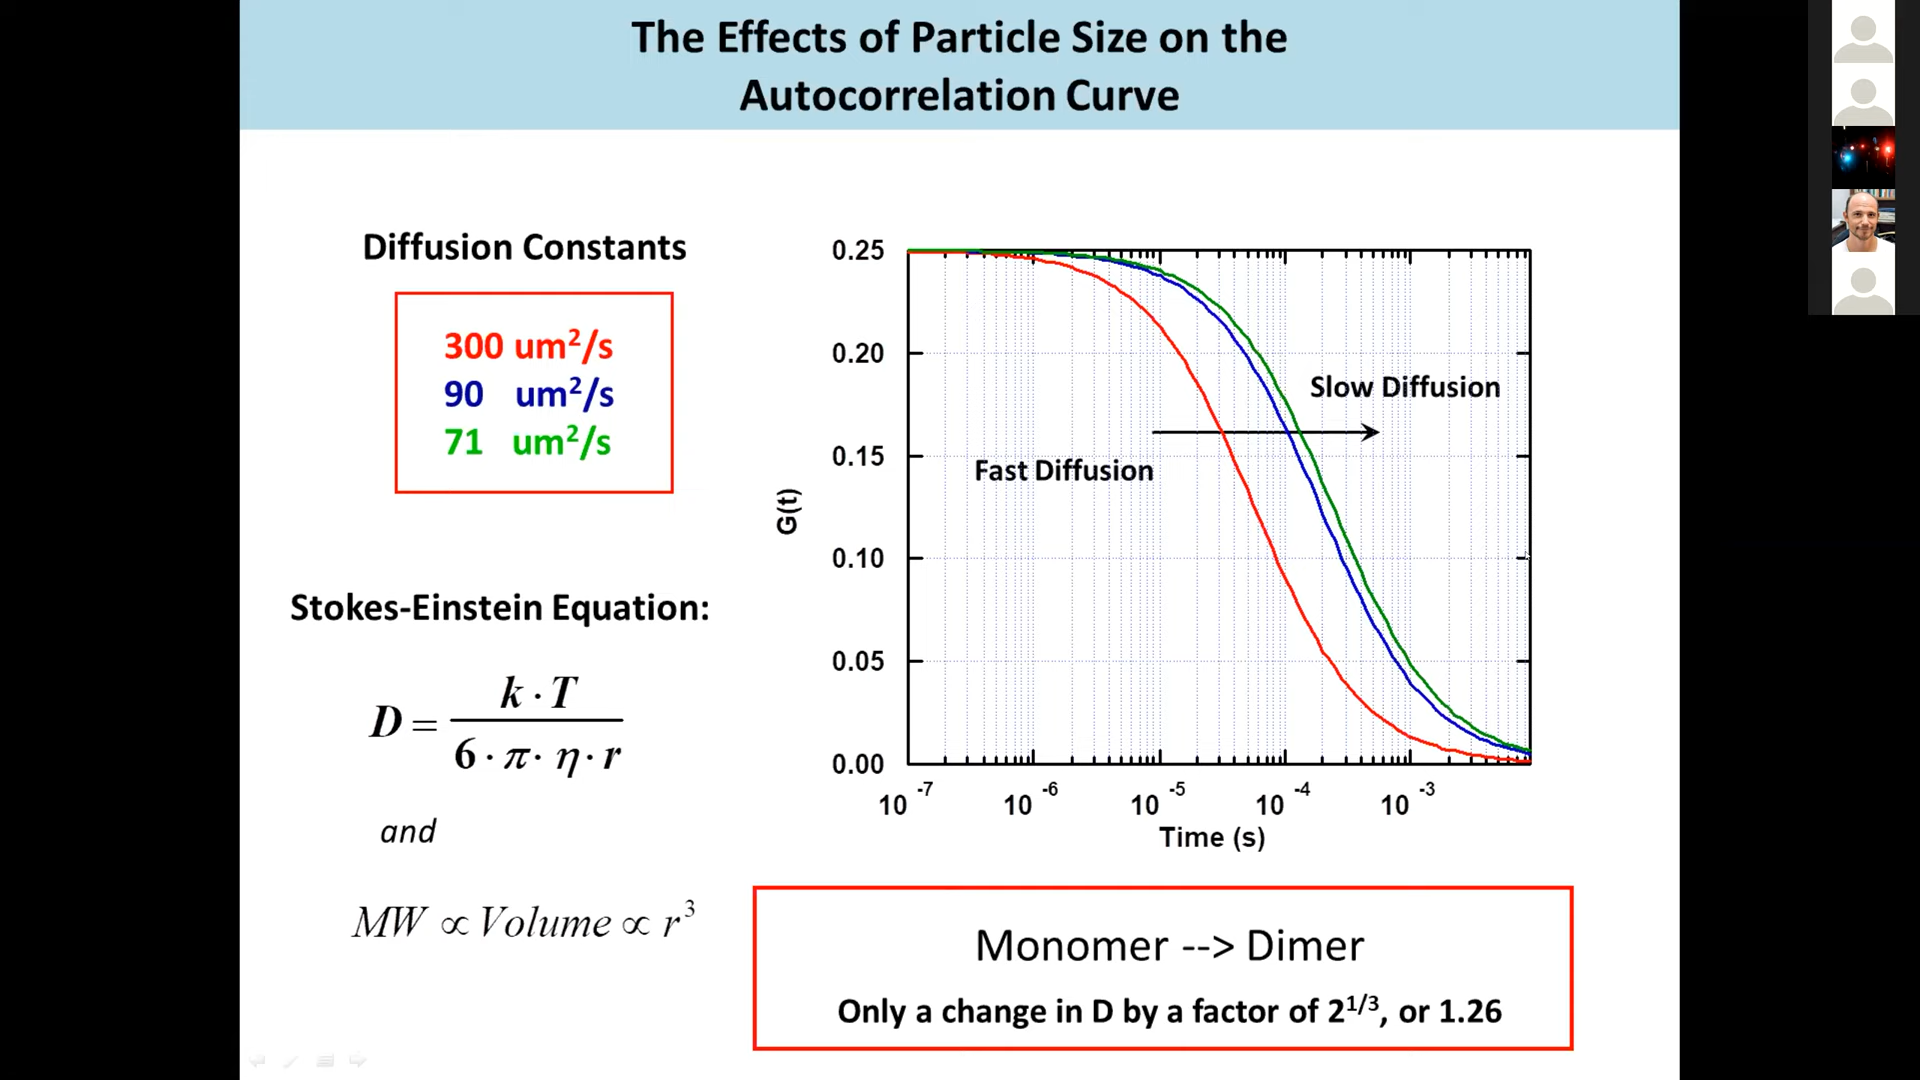 The Effects of Particle Size on the
Autocorrelation Curve
Diffusion Constants
300 um²/s
90 um²/s
71 um²/s
Stokes-Einstein Equation:
D = k · T / 6 · π · η · r
and
MW ∝ Volume ∝ r³
0.25
0.20
0.15
0.10
0.05
0.00
G(t)
Slow Diffusion
Fast Diffusion
10⁻⁷ 10⁻⁶ 10⁻⁵ 10⁻⁴ 10⁻³
Time (s)
Monomer --> Dimer
Only a change in D by a factor of 2¹/³, or 1.26